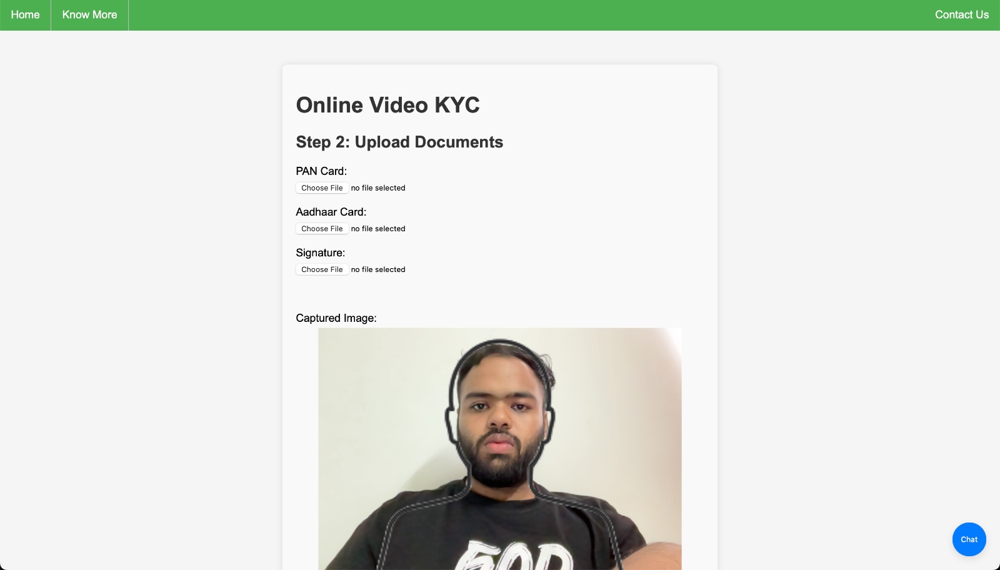 Home
Know More
Contact Us
Online Video KYC
Step 2: Upload Documents
PAN Card:
Choose File no file selected
Aadhaar Card:
Choose File no file selected
Signature:
Choose File no file selected
Captured Image:
GOD
Chat